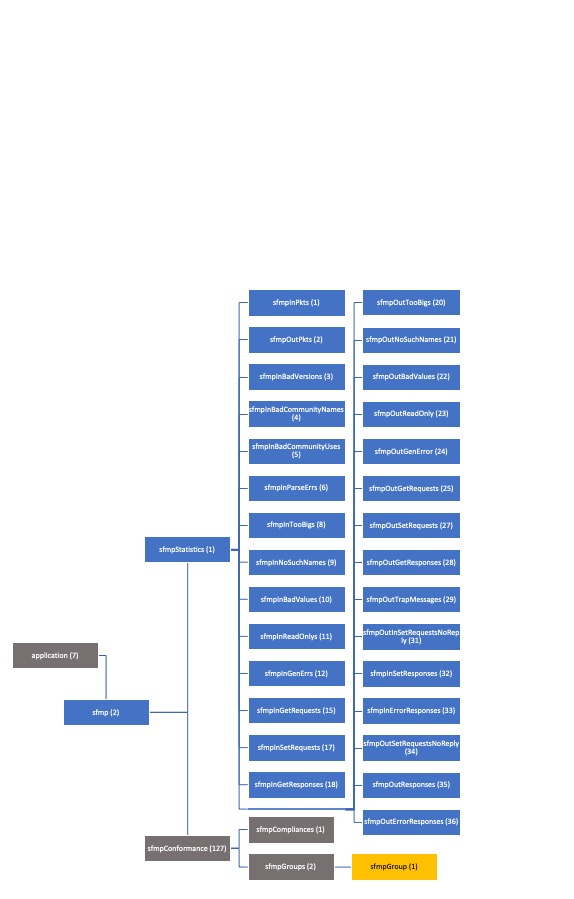 sfmpInPkts (1)
sfmpOutPkts (2)
sfmpInBadVersions (3)
sfmpInBadCommunityNames
(4)
sfmpInBadCommunityUses
(5)
sfmpInParseErrs (6)
sfmpInTooBigs (8)
sfmpInNoSuchNames (9)
sfmpInBadValues (10)
sfmpInReadOnlys (11)
sfmpInGenErrs (12)
sfmpInGetRequests (15)
sfmpInSetRequests (17)
sfmpInGetResponses (18)
sfmpOutTooBigs (20)
sfmpOutNoSuchNames (21)
sfmpOutBadValues (22)
sfmpOutReadOnly (23)
sfmpOutGenError (24)
sfmpOutGetRequests (25)
sfmpOutSetRequests (27)
sfmpOutGetResponses (28)
sfmpOutTrapMessages (29)
sfmpOutInSetRequestsNoRep
ly (31)
sfmpInSetResponses (32)
sfmpInErrorResponses (33)
sfmpOutSetRequestsNoReply
(34)
sfmpOutResponses (35)
sfmpOutErrorResponses (36)
sfmpStatistics (1)
application (7)
sfmp (2)
sfmpConformance (127)
sfmpCompliances (1)
sfmpGroups (2)
sfmpGroup (1)